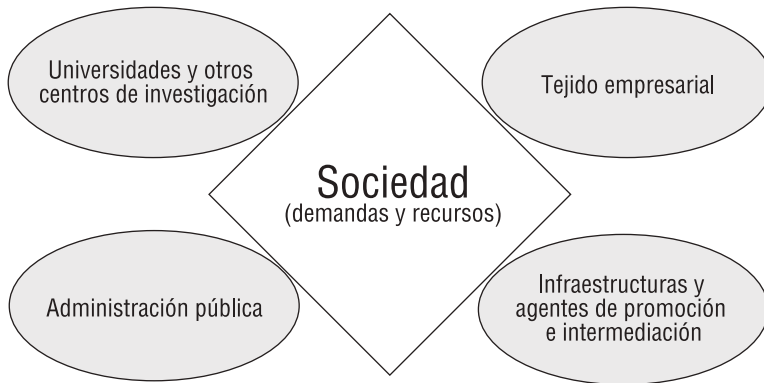 Universidades y otros
centros de investigación
Tejido empresarial
Sociedad
(demandas y recursos)
Administración pública
Infraestructuras y
agentes de promoción
e intermediación